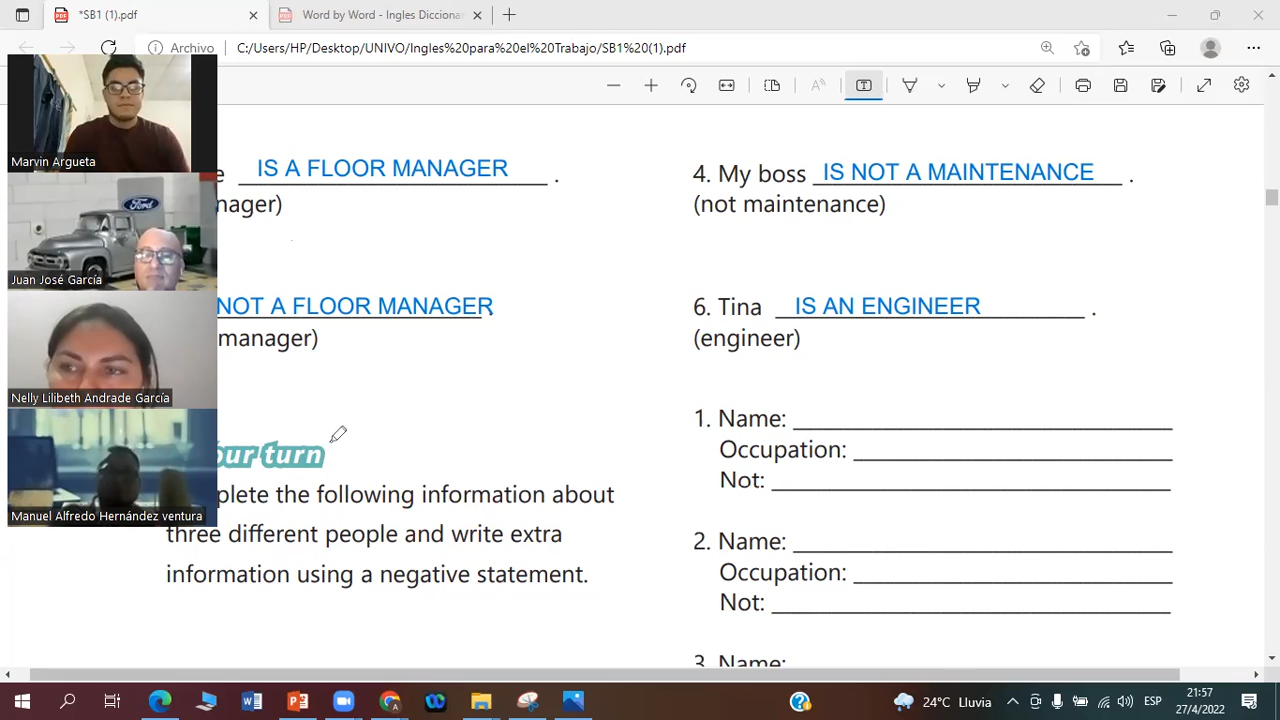 *SB1 (1).pdf
Word by Word - Ingles Dicciona
Archivo
C:/Users/HP/Desktop/UNIVO/Ingles%20para%20el%20Trabajo/SB1%20(1).pdf
Marvin Argueta
e IS A FLOOR MANAGER .
nager)
4. My boss IS NOT A MAINTENANCE .
(not maintenance)
Ford
Juan José García
NOT A FLOOR MANAGER .
manager)
6. Tina IS AN ENGINEER .
(engineer)
Nelly Lilibeth Andrade García
our turn
plete the following information about
three different people and write extra
information using a negative statement.
Manuel Alfredo Hernández ventura
1. Name:
Occupation:
Not:
2. Name:
Occupation:
Not:
3. Name:
24°C Lluvia
ESP
21:57
27/4/2022